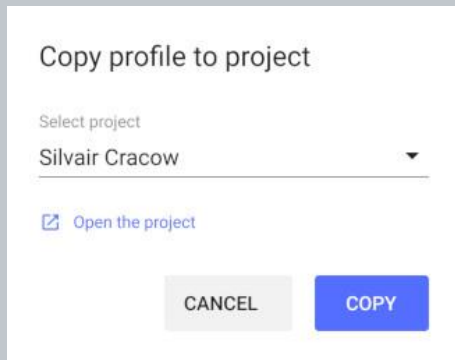 Copy profile to project
Select project
Silvair Cracow
Open the project
CANCEL
COPY